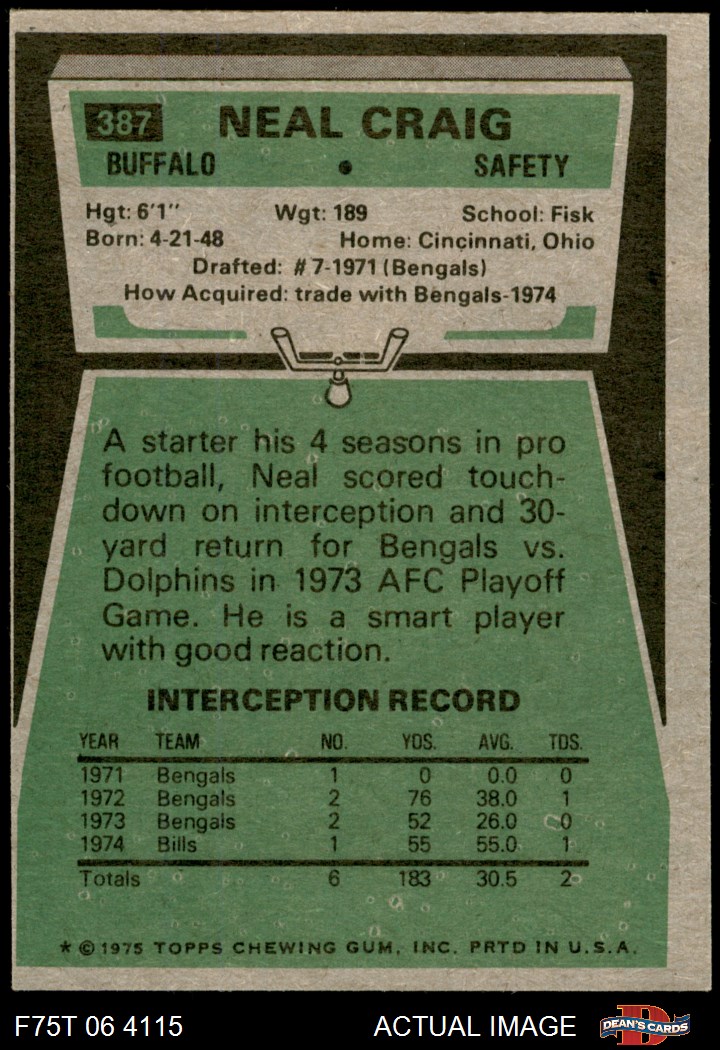 387 NEAL CRAIG
BUFFALO • SAFETY
Hgt: 6'1" Wgt: 189 School: Fisk
Born: 4-21-48 Home: Cincinnati, Ohio
Drafted: #7-1971 (Bengals)
How Acquired: trade with Bengals-1974
A starter his 4 seasons in pro
football, Neal scored touch-
down on interception and 30-
yard return for Bengals vs.
Dolphins in 1973 AFC Playoff
Game. He is a smart player
with good reaction.
INTERCEPTION RECORD
YEAR TEAM NO. YDS. AVG. TDS.
1971 Bengals 1 0 0.0 0
1972 Bengals 2 76 38.0 1
1973 Bengals 2 52 26.0 0
1974 Bills 1 55 55.0 1
Totals 6 183 30.5 2
* © 1975 TOPPS CHEWING GUM, INC. PRTD IN U.S.A.
F75T 06 4115 ACTUAL IMAGE D DEAN'S CARDS